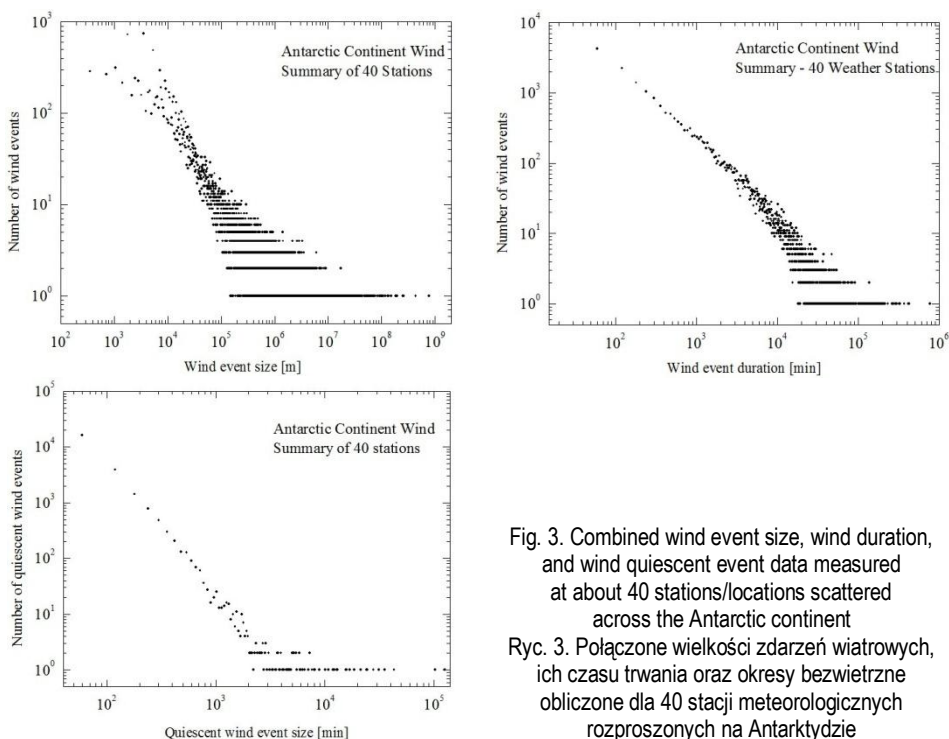 Antarctic Continent Wind
Summary of 40 Stations
Number of wind events
10³
10²
10¹
10⁰
10² 10³ 10⁴ 10⁵ 10⁶ 10⁷ 10⁸ 10⁹
Wind event size [m]
Antarctic Continent Wind
Summary - 40 Weather Stations
Number of wind events
10⁴
10³
10²
10¹
10⁰
10² 10³ 10⁴ 10⁵ 10⁶
Wind event duration [min]
Antarctic Continent Wind
Summary of 40 stations
Number of quiescent wind events
10⁵
10⁴
10³
10²
10¹
10⁰
10² 10³ 10⁴ 10⁵
Quiescent wind event size [min]
Fig. 3. Combined wind event size, wind duration,
and wind quiescent event data measured
at about 40 stations/locations scattered
across the Antarctic continent
Ryc. 3. Połączone wielkości zdarzeń wiatrowych,
ich czasu trwania oraz okresy bezwietrzne
obliczone dla 40 stacji meteorologicznych
rozproszonych na Antarktydzie